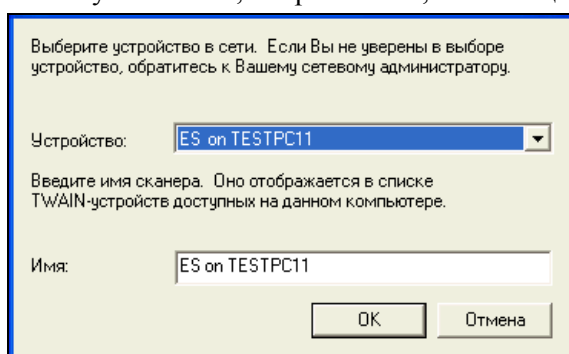 Выберите устройство в сети. Если Вы не уверены в выборе
устройство, обратитесь к Вашему сетевому администратору.
Устройство: ES on TESTPC11
Введите имя сканера. Оно отображается в списке
TWAIN-устройств доступных на данном компьютере.
Имя: ES on TESTPC11
OK Отмена